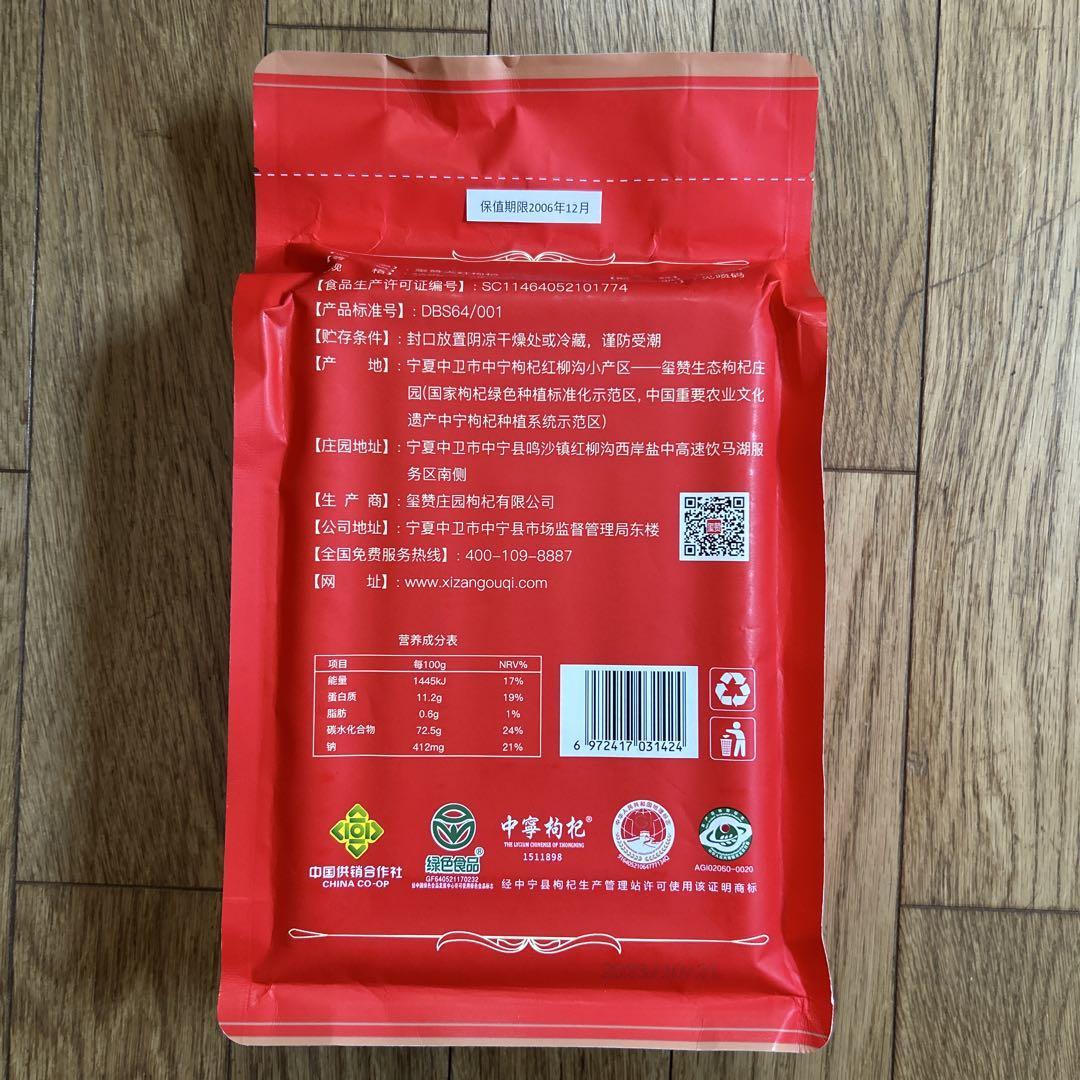 保值期限2006年12月
【食品生产许可证编号】：SC11464052101774
【产品标准号】：DBS64/001
【贮存条件】：封口放置阴凉干燥处或冷藏，谨防受潮
【产 地】：宁夏中卫市中宁枸杞红柳沟小产区——玺赞生态枸杞庄
园(国家枸杞绿色种植标准化示范区，中国重要农业文化
遗产中宁枸杞种植系统示范区)
【庄园地址】：宁夏中卫市中宁县鸣沙镇红柳沟西岸盐中高速饮马湖服
务区南侧
【生 产 商】：玺赞庄园枸杞有限公司
【公司地址】：宁夏中卫市中宁县市场监督管理局东楼
【全国免费服务热线】：400-109-8887
【网 址】：www.xizangouqi.com
玺赞
营养成分表
项目 每100g NRV%
能量 1445kJ 17%
蛋白质 11.2g 19%
脂肪 0.6g 1%
碳水化合物 72.5g 24%
钠 412mg 21%
6 972417 031424
中国供销合作社
CHINA CO-OP
绿色食品®
GF640521170232
中寧枸杞®
THE LYCIUM CHINENSE OF ZHONGNING
1511898
AGI02060-0020
经中宁县枸杞生产管理站许可使用该证明商标